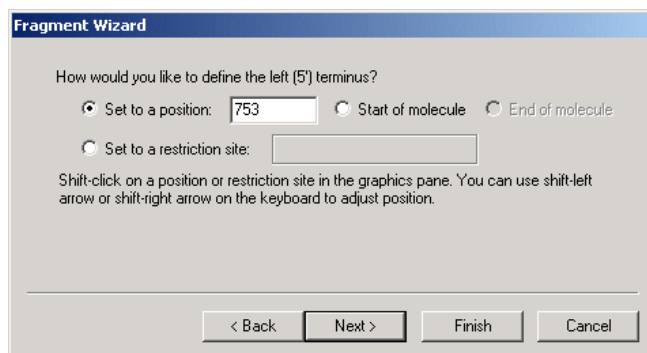 Fragment Wizard
How would you like to define the left (5') terminus?
Set to a position: 753 Start of molecule End of molecule
Set to a restriction site:
Shift-click on a position or restriction site in the graphics pane. You can use shift-left
arrow or shift-right arrow on the keyboard to adjust position.
< Back Next > Finish Cancel